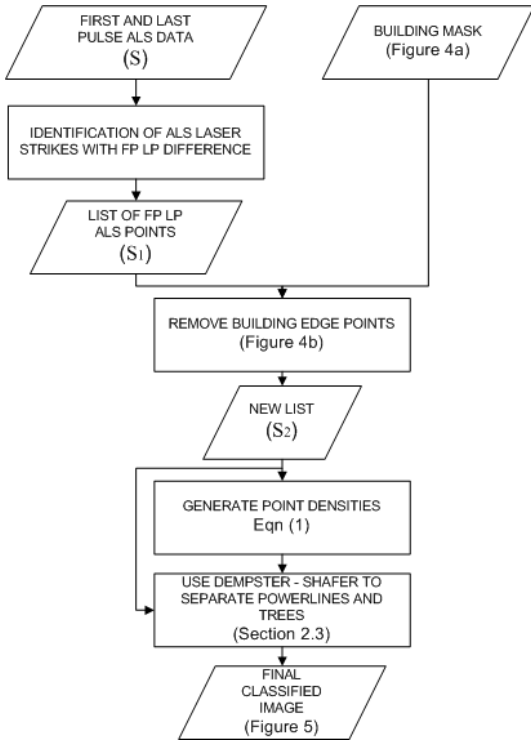 FIRST AND LAST
PULSE ALS DATA
(S)
BUILDING MASK
(Figure 4a)
IDENTIFICATION OF ALS LASER
STRIKES WITH FP LP DIFFERENCE
LIST OF FP LP
ALS POINTS
(S1)
REMOVE BUILDING EDGE POINTS
(Figure 4b)
NEW LIST
(S2)
GENERATE POINT DENSITIES
Eqn (1)
USE DEMPSTER - SHAFER TO
SEPARATE POWERLINES AND
TREES
(Section 2.3)
FINAL
CLASSIFIED
IMAGE
(Figure 5)